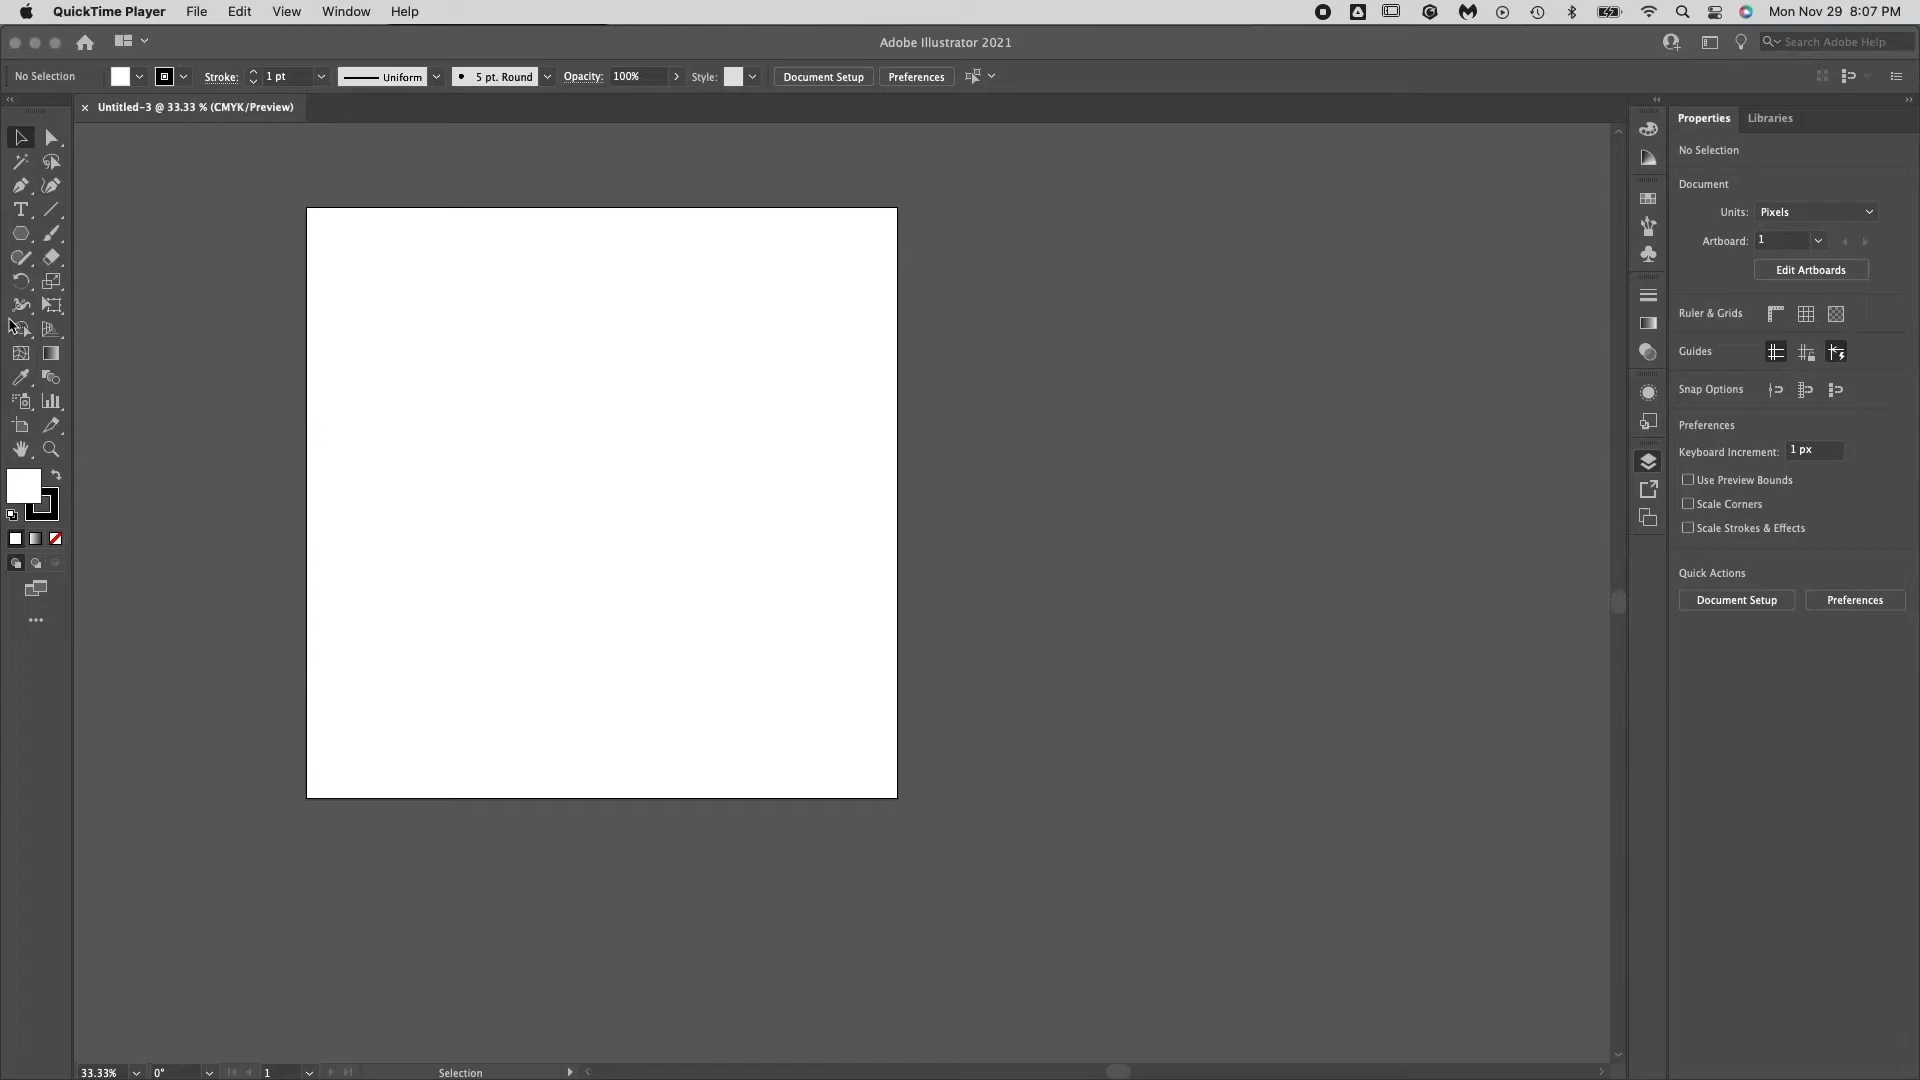 QuickTime Player File Edit View Window Help Mon Nov 29 8:07 PM
Adobe Illustrator 2021 Search Adobe Help
No Selection Stroke: 1 pt Uniform 5 pt. Round Opacity: 100% Style: Document Setup Preferences
× Untitled-3 @ 33.33 % (CMYK/Preview)
Properties Libraries
No Selection
Document
Units: Pixels
Artboard: 1
Edit Artboards
Ruler & Grids
Guides
Snap Options
Preferences
Keyboard Increment: 1 px
Use Preview Bounds
Scale Corners
Scale Strokes & Effects
Quick Actions
Document Setup Preferences
33.33% 0° 1 Selection